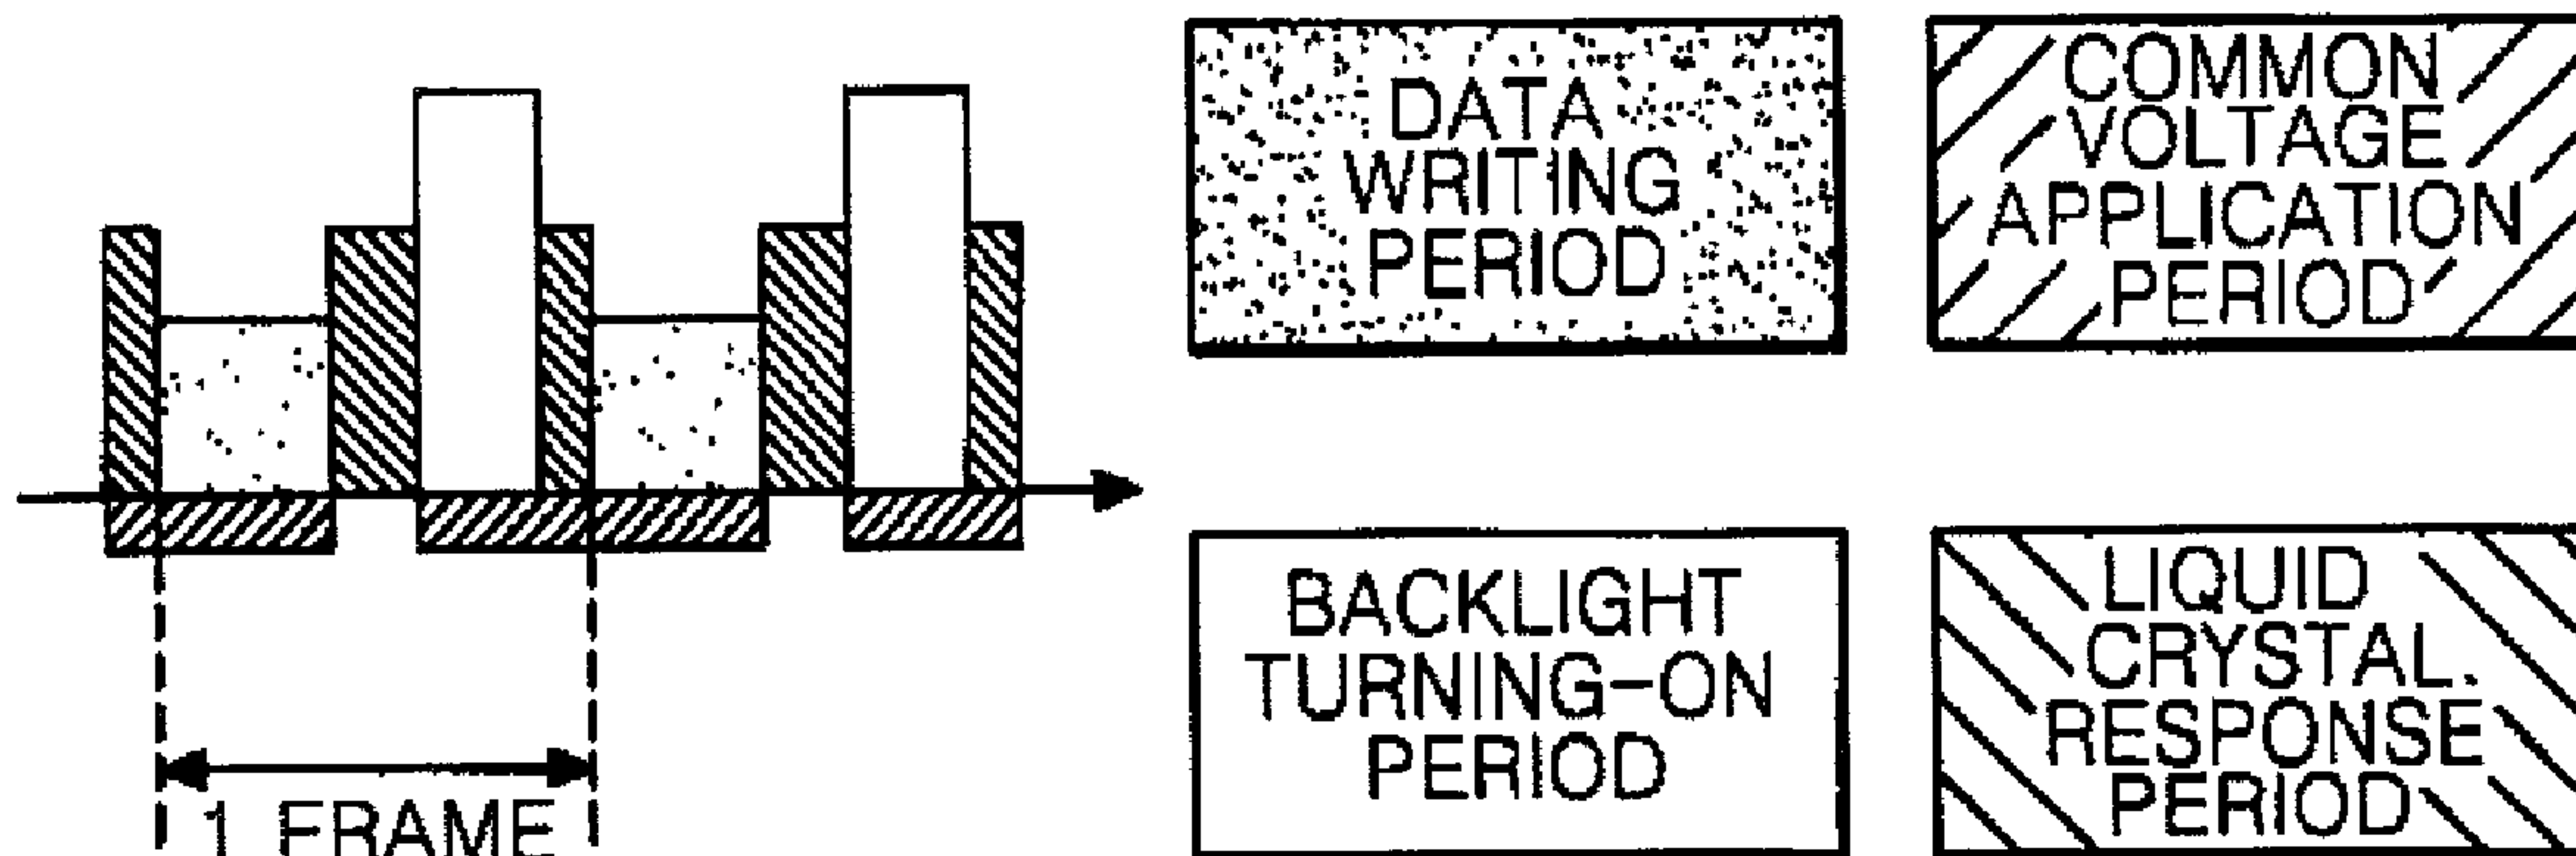 DATA
WRITING
PERIOD
COMMON
VOLTAGE
APPLICATION
PERIOD
BACKLIGHT
TURNING-ON
PERIOD
LIQUID
CRYSTAL.
RESPONSE
PERIOD
1 FRAME